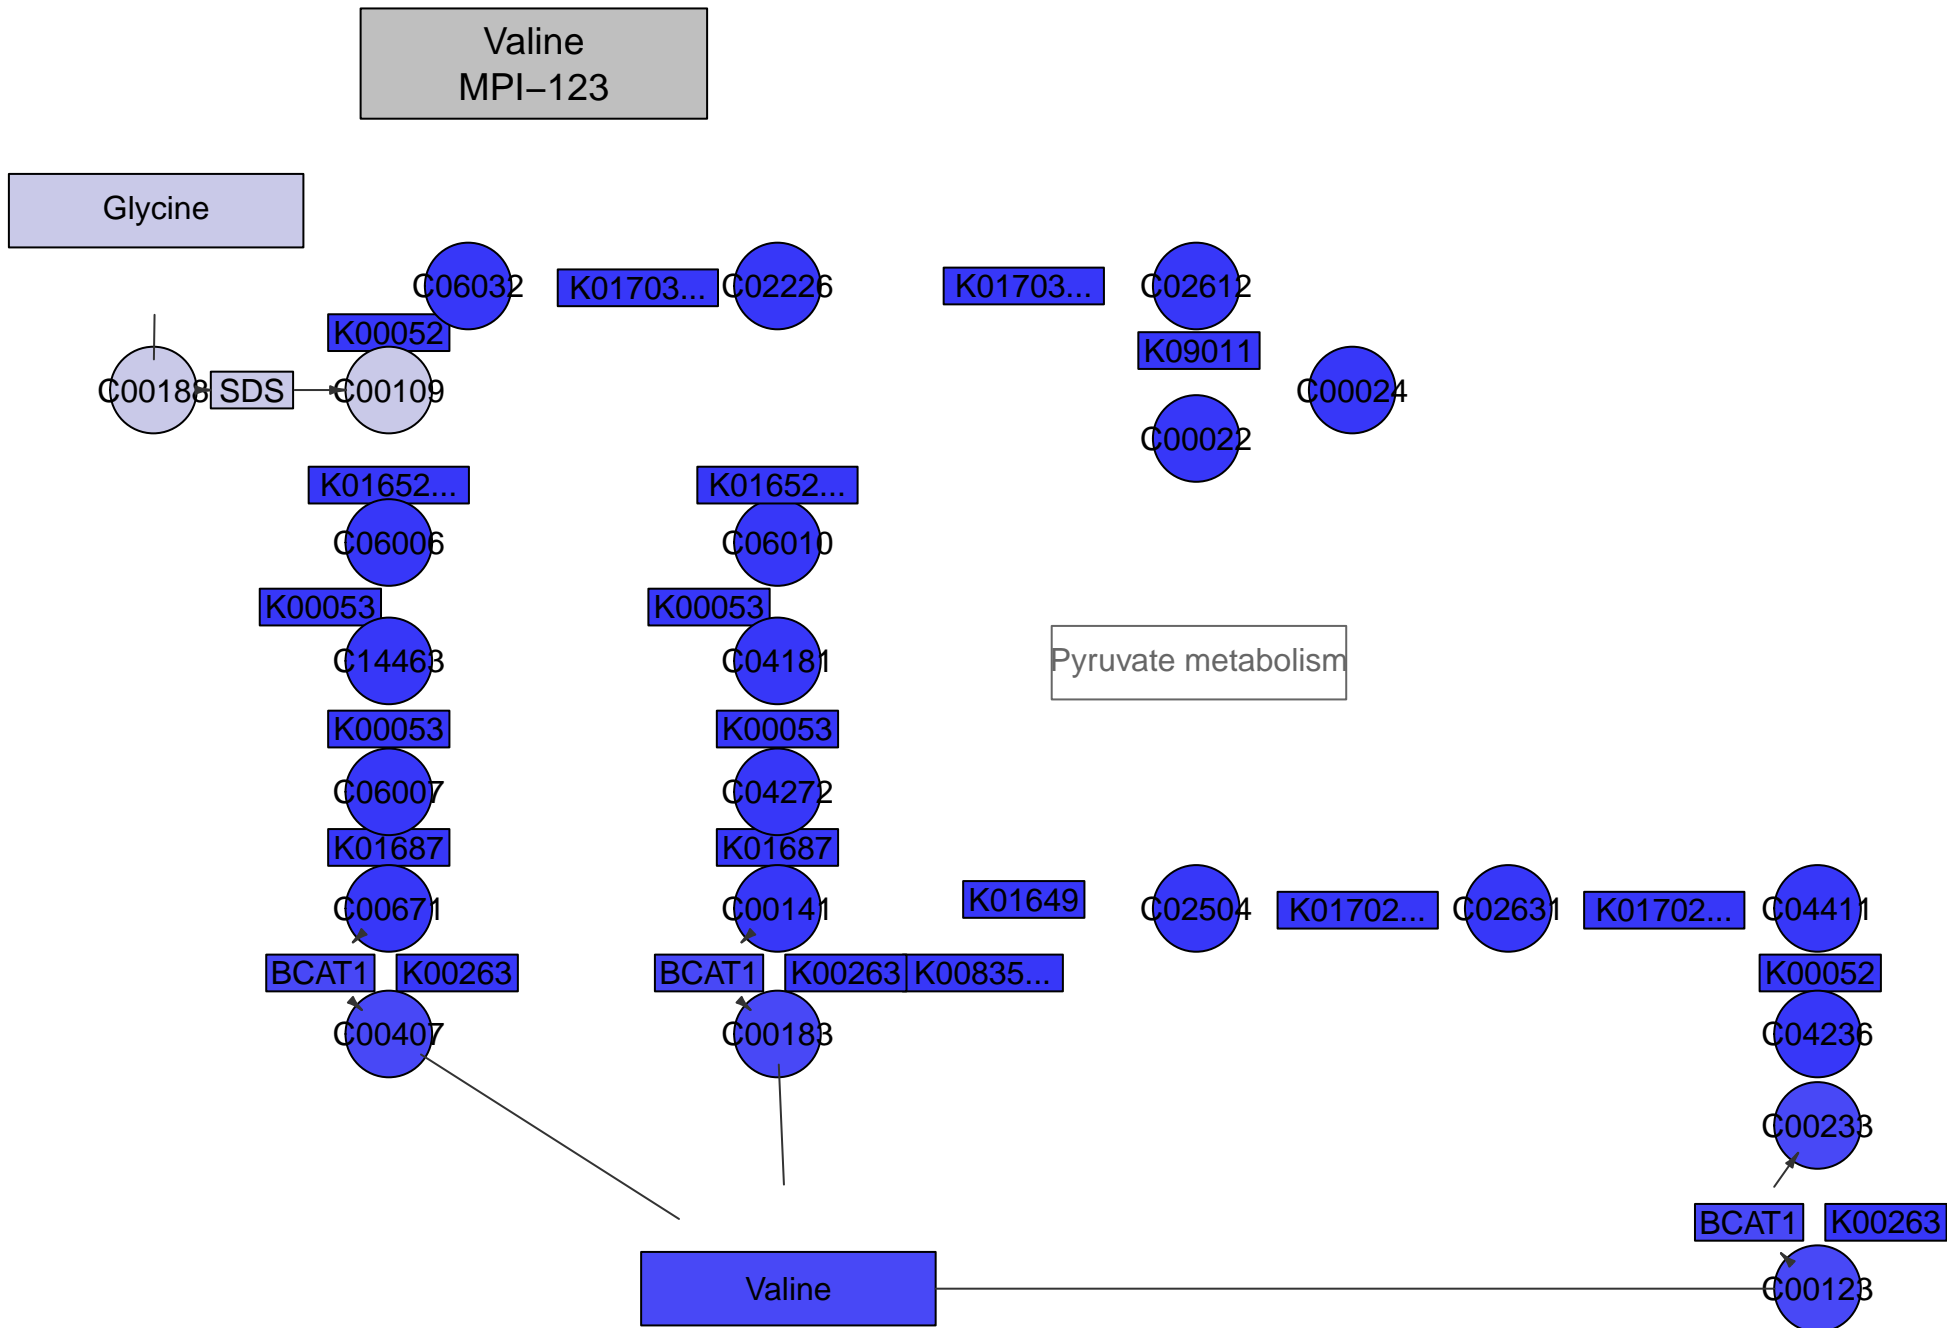 Valine
MPI−123
Glycine
C06032
K01703...
C02226
K01703...
C02612
K00052
K09011
C00188
SDS
C00109
C00024
C00022
K01652...
K01652...
C06006
C06010
K00053
K00053
C14463
C04181
Pyruvate metabolism
K00053
K00053
C06007
C04272
K01687
K01687
C00671
C00141
K01649
C02504
K01702...
C02631
K01702...
C04411
BCAT1
K00263
BCAT1
K00263
K00835...
K00052
C00407
C00183
C04236
C00233
BCAT1
K00263
Valine
C00123